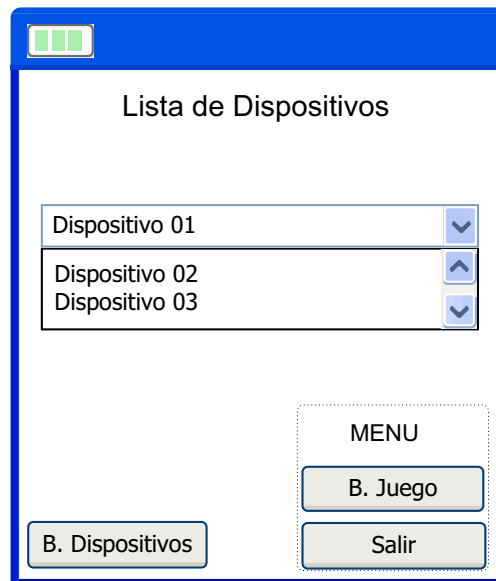 Lista de Dispositivos
Dispositivo 01
Dispositivo 02
Dispositivo 03
MENU
B. Juego
B. Dispositivos
Salir